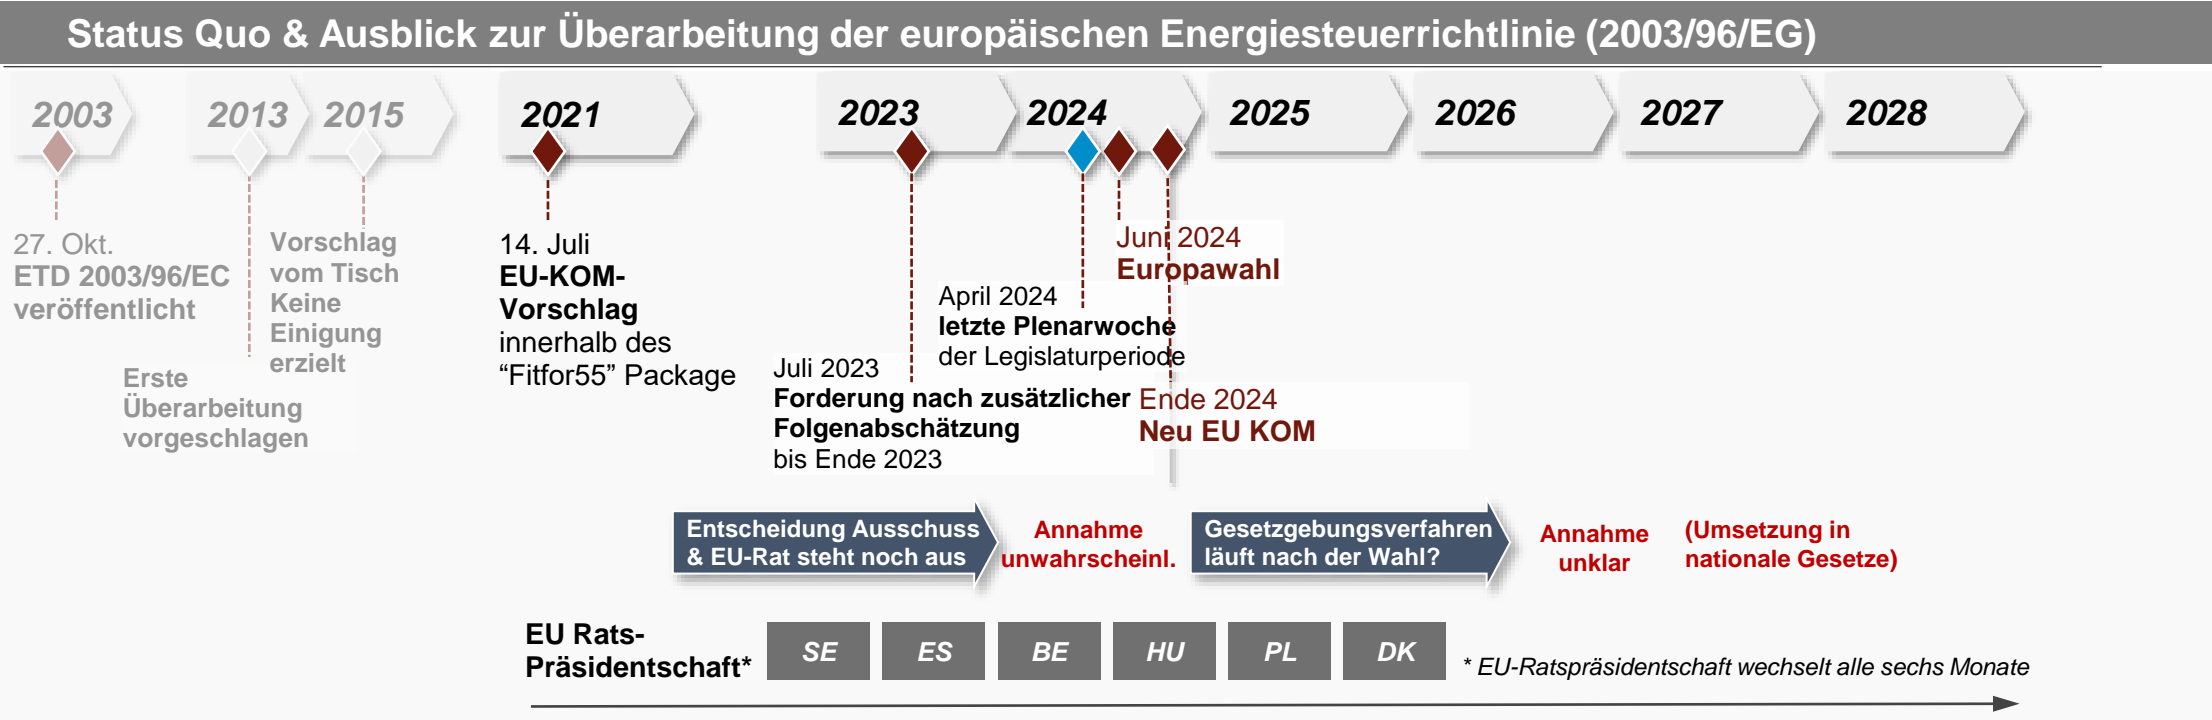 Status Quo & Ausblick zur Überarbeitung der europäischen Energiesteuerrichtlinie (2003/96/EG)
2003
2013
2015
2021
2023
2024
2025
2026
2027
2028
27. Okt.
ETD 2003/96/EC
veröffentlicht
Erste
Überarbeitung
vorgeschlagen
Vorschlag
vom Tisch
Keine
Einigung
erzielt
14. Juli
EU-KOM-
Vorschlag
innerhalb des
“Fitfor55” Package
Juli 2023
Forderung nach zusätzlicher
Folgenabschätzung
bis Ende 2023
April 2024
letzte Plenarwoche
der Legislaturperiode
Juni 2024
Europawahl
Ende 2024
Neu EU KOM
Entscheidung Ausschuss
& EU-Rat steht noch aus
Annahme
unwahrscheinl.
Gesetzgebungsverfahren
läuft nach der Wahl?
Annahme
unklar
(Umsetzung in
nationale Gesetze)
EU Rats-
Präsidentschaft*
SE
ES
BE
HU
PL
DK
* EU-Ratspräsidentschaft wechselt alle sechs Monate